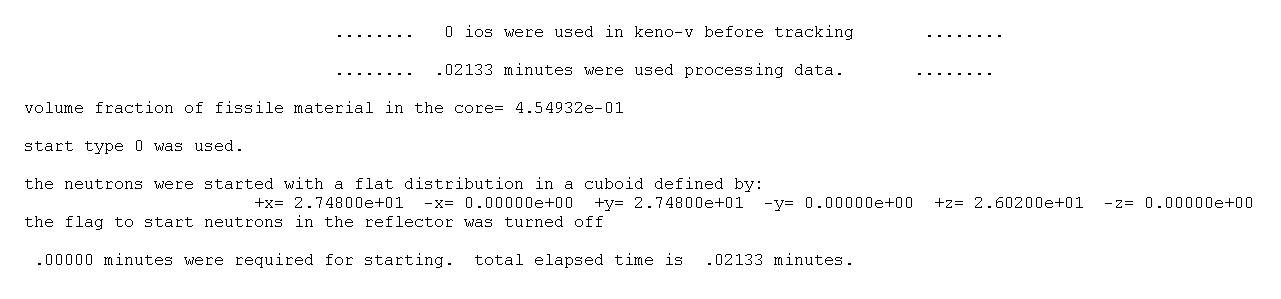 ........   0 ios were used in keno-v before tracking        ........
........  .02133 minutes were used processing data.        ........
volume fraction of fissile material in the core= 4.54932e-01
start type 0 was used.
the neutrons were started with a flat distribution in a cuboid defined by:
+x= 2.74800e+01  -x= 0.00000e+00  +y= 2.74800e+01  -y= 0.00000e+00  +z= 2.60200e+01  -z= 0.00000e+00
the flag to start neutrons in the reflector was turned off
.00000 minutes were required for starting.  total elapsed time is  .02133 minutes.